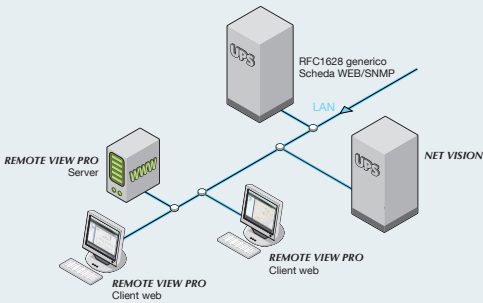 UPS
RFC1628 generico
Scheda WEB/SNMP
LAN
REMOTE VIEW PRO
Server
WWW
UPS
NET VISION
REMOTE VIEW PRO
Client web
REMOTE VIEW PRO
Client web